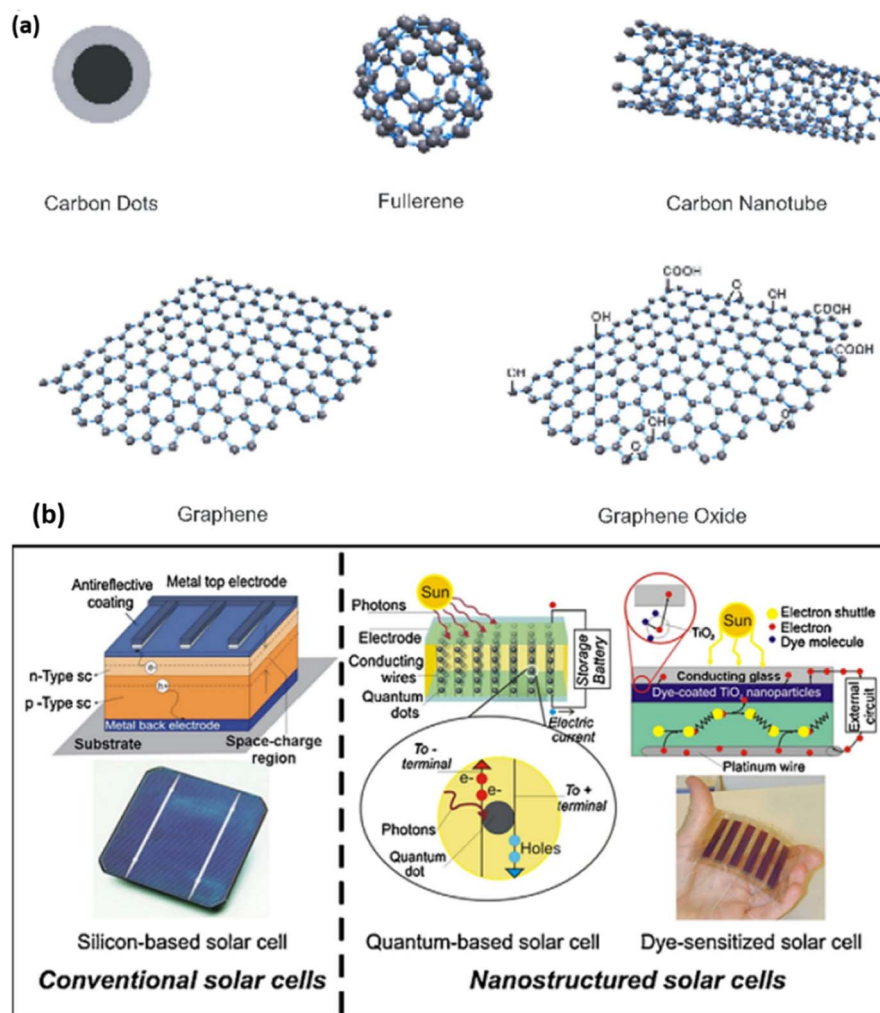 (a)
Carbon Dots
Fullerene
Carbon Nanotube
COOH
O
OH
COOH
OH
COOH
OH
OH
O
O
Graphene
Graphene Oxide
(b)
Antireflective
coating
Metal top electrode
n-Type sc
e-
p -Type sc
h+
Metal back electrode
Substrate
Space-charge
region
Silicon-based solar cell
Conventional solar cells
Sun
Photons
Electrode
Conducting
wires
Quantum
dots
Storage
Battery
Electric
current
To -
terminal
e-
e-
To +
terminal
Photons
Quantum
dot
Holes
Quantum-based solar cell
TiO₂
Sun
Electron shuttle
Electron
Dye molecule
Conducting glass
Dye-coated TiO₂ nanoparticles
External
circuit
Platinum wire
Dye-sensitized solar cell
Nanostructured solar cells